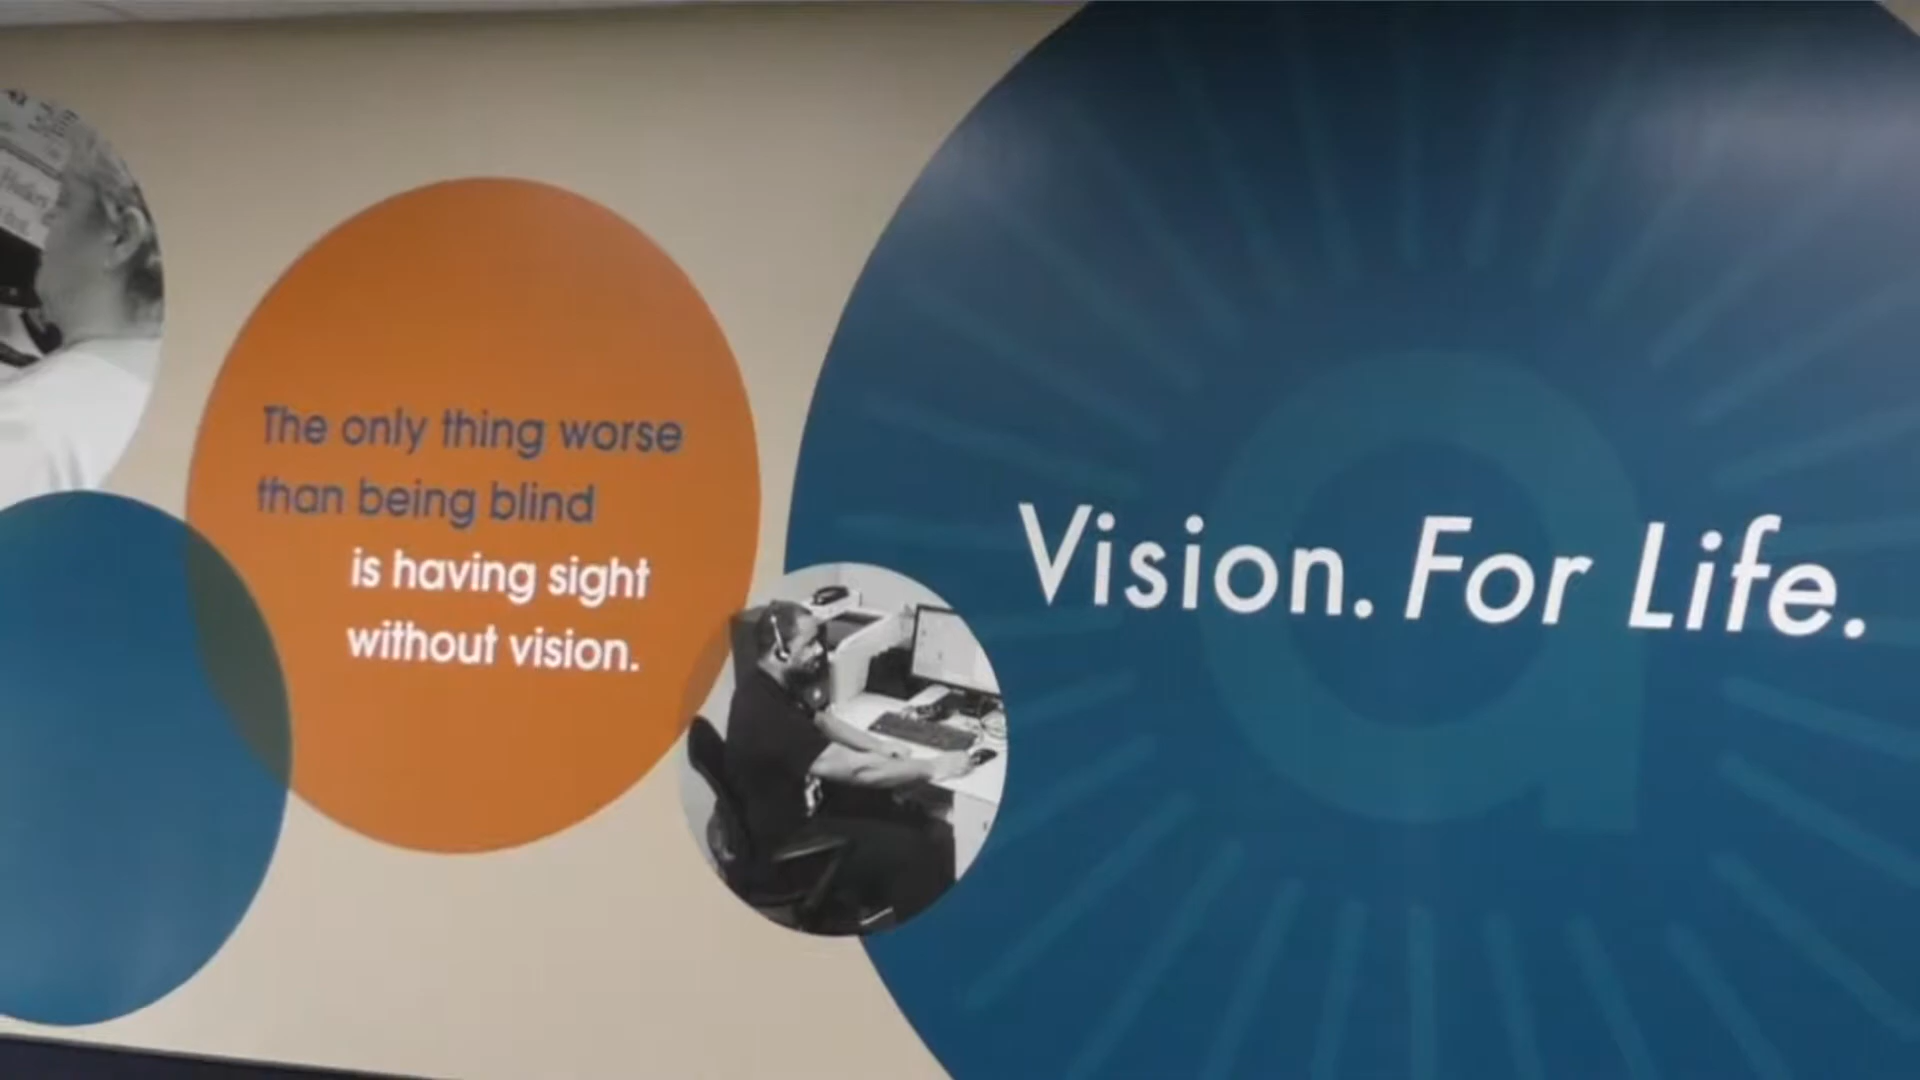 The only thing worse
than being blind
is having sight
without vision.
Vision. For Life.
a